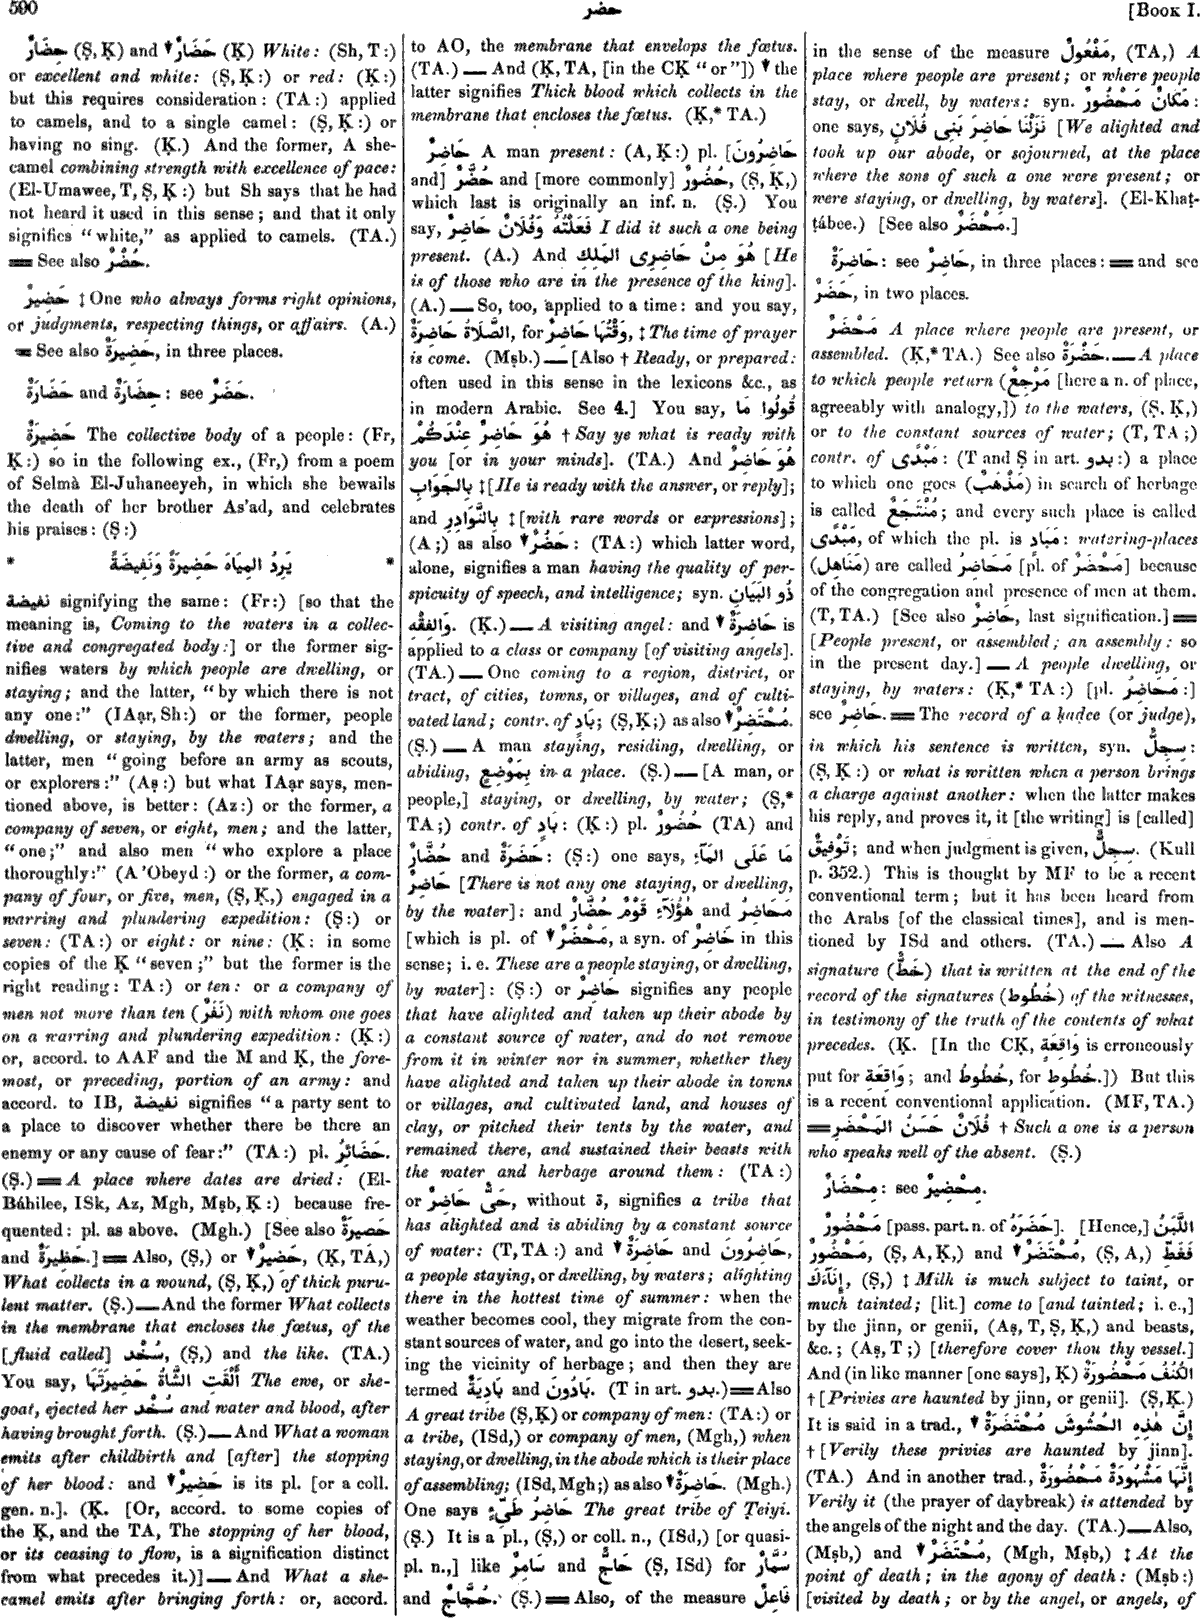 590
حضر
[BOOK I.
حِضَارٌ (Ṣ, Ḳ) and ▼ حَضَارٌ (Ḳ) White: (Sh, T:)
or excellent and white: (Ṣ, Ḳ:) or red: (Ḳ:)
but this requires consideration: (TA:) applied
to camels, and to a single camel: (Ṣ, Ḳ:) or
having no sing. (Ḳ.) And the former, A she-
camel combining strength with excellence of pace:
(El-Umawee, T, Ṣ, Ḳ:) but Sh says that he had
not heard it used in this sense; and that it only
signifies “white,” as applied to camels. (TA.)
═ See also حُضْرٌ.
حَضِيرٌ ‡ One who always forms right opinions,
or judgments, respecting things, or affairs. (A.)
═ See also حَضِيرَةٌ, in three places.
حَضَارَةٌ and حِضَارَةٌ: see حَضَرٌ.
حَضِيرَةٌ The collective body of a people: (Fr,
Ḳ:) so in the following ex., (Fr,) from a poem
of Selmà El-Juhaneeyeh, in which she bewails
the death of her brother As'ad, and celebrates
his praises: (Ṣ:)
* يَرِدُ المِيَاهَ حَضِيرَةً وَنَفِيضَةً *
نفيضة signifying the same: (Fr:) [so that the
meaning is, Coming to the waters in a collec-
tive and congregated body:] or the former sig-
nifies waters by which people are dwelling, or
staying; and the latter, “by which there is not
any one:” (IAạr, Sh:) or the former, people
dwelling, or staying, by the waters; and the
latter, men “going before an army as scouts,
or explorers:” (Aṣ:) but what IAạr says, men-
tioned above, is better: (Az:) or the former, a
company of seven, or eight, men; and the latter,
“one;” and also men “who explore a place
thoroughly:” (A 'Obeyd:) or the former, a com-
pany of four, or five, men, (Ṣ, Ḳ,) engaged in a
warring and plundering expedition: (Ṣ:) or
seven: (TA:) or eight: or nine: (Ḳ: in some
copies of the Ḳ “seven;” but the former is the
right reading: TA:) or ten: or a company of
men not more than ten (نَفَرٌ) with whom one goes
on a warring and plundering expedition: (Ḳ:)
or, accord. to AAF and the M and Ḳ, the fore-
most, or preceding, portion of an army: and
accord. to IB, نفيضة signifies “a party sent to
a place to discover whether there be there an
enemy or any cause of fear:” (TA:) pl. حَضَائِرُ.
(Ṣ.) ═ A place where dates are dried: (El-
Báhilee, ISk, Az, Mgh, Mṣb, Ḳ:) because fre-
quented: pl. as above. (Mgh.) [See also حَصِيرَةٌ
and حَظِيرَةٌ.] ═ Also, (Ṣ,) or ▼ حَضِيرٌ, (Ḳ, TA,)
What collects in a wound, (Ṣ, Ḳ,) of thick puru-
lent matter. (Ṣ.) — And the former What collects
in the membrane that encloses the fœtus, of the
[fluid called] سُخْد, (Ṣ,) and the like. (TA.)
You say, أَلْقَتِ الشَّاةُ حَضِيرَتَهَا The ewe, or she-
goat, ejected her سُخْد and water and blood, after
having brought forth. (Ṣ.) — And What a woman
emits after childbirth and [after] the stopping
of her blood: and ▼ حَضِيرٌ is its pl. [or a coll.
gen. n.]. (Ḳ. [Or, accord. to some copies of
the Ḳ, and the TA, The stopping of her blood,
or its ceasing to flow, is a signification distinct
from what precedes it.)] — And What a she-
camel emits after bringing forth: or, accord.
to AO, the membrane that envelops the fœtus.
(TA.) — And (Ḳ, TA, [in the CḲ “or”]) ▼ the
latter signifies Thick blood which collects in the
membrane that encloses the fœtus. (Ḳ,* TA.)
حَاضِرٌ A man present: (A, Ḳ:) pl. [حَاضِرُونَ
and] حُضَّرٌ and [more commonly] حُضُورٌ, (Ṣ, Ḳ,)
which last is originally an inf. n. (Ṣ.) You
say, فَعَلْتُهُ وَفُلَانٌ حَاضِرٌ I did it such a one being
present. (A.) And هُوَ مِنْ حَاضِرِى المَلِكِ [He
is of those who are in the presence of the king].
(A.) — So, too, applied to a time: and you say,
الصَّلَاةُ حَاضِرَةٌ, for وَقْتُهَا حَاضِرٌ, ‡ The time of prayer
is come. (Mṣb.) — [Also † Ready, or prepared:
often used in this sense in the lexicons &c., as
in modern Arabic. See 4.] You say, قُولُوا مَا
هُوَ حَاضِرٌ عِنْدَكُمْ † Say ye what is ready with
you [or in your minds]. (TA.) And هُوَ حَاضِرٌ
بِالجَوَابِ ‡ [He is ready with the answer, or reply];
and بِالنَّوَادِرِ ‡ [with rare words or expressions];
(A;) as also ▼ حَضُرٌ: (TA:) which latter word,
alone, signifies a man having the quality of per-
spicuity of speech, and intelligence; syn. ذُو البَيَانِ
وَالفِقْهِ. (Ḳ.) — A visiting angel: and ▼ حَاضِرَةٌ is
applied to a class or company [of visiting angels].
(TA.) — One coming to a region, district, or
tract, of cities, towns, or villages, and of culti-
vated land; contr. of بَادٍ; (Ṣ, Ḳ;) as also ▼ مُحْتَضِرٌ.
(Ṣ.) — A man staying, residing, dwelling, or
abiding, بِمَوْضِعٍ in a place. (Ṣ.) — [A man, or
people,] staying, or dwelling, by water; (Ṣ,*
TA;) contr. of بَادٍ: (Ḳ:) pl. حُضُورٌ (TA) and
حُضَّارٌ and حَضَرَةٌ: (Ṣ:) one says, مَا عَلَى المَآءِ
حَاضِرٌ [There is not any one staying, or dwelling,
by the water]: and هٰؤُلَآءِ قَوْمٌ حُضَّارٌ and مَحَاضِرُ
[which is pl. of ▼ مَحْضَرٌ, a syn. of حَاضِرٌ in this
sense; i. e. These are a people staying, or dwelling,
by water]: (Ṣ:) or حَاضِرٌ signifies any people
that have alighted and taken up their abode by
a constant source of water, and do not remove
from it in winter nor in summer, whether they
have alighted and taken up their abode in towns
or villages, and cultivated land, and houses of
clay, or pitched their tents by the water, and
remained there, and sustained their beasts with
the water and herbage around them: (TA:)
or حَىٌّ حَاضِرٌ, without ة, signifies a tribe that
has alighted and is abiding by a constant source
of water: (T, TA:) and ▼ حَاضِرَةٌ and حَاضِرُونَ,
a people staying, or dwelling, by waters; alighting
there in the hottest time of summer: when the
weather becomes cool, they migrate from the con-
stant sources of water, and go into the desert, seek-
ing the vicinity of herbage; and then they are
termed بَادِيَةٌ and بَادُونَ. (T in art. بدو.) ═ Also
A great tribe (Ṣ, Ḳ) or company of men: (TA:) or
a tribe, (ISd,) or company of men, (Mgh,) when
staying, or dwelling, in the abode which is their place
of assembling; (ISd, Mgh;) as also ▼ حَاضِرَةٌ. (Mgh.)
One says حَاضِرُ طَيِّئٍ The great tribe of Ṭeiyi.
(Ṣ.) It is a pl., (Ṣ,) or coll. n., (ISd,) [or quasi-
pl. n.,] like سَامِرٌ and حَاجٌّ (Ṣ, ISd) for سُمَّارٌ
and حُجَّاجٌ. (Ṣ.) ═ Also, of the measure فَاعِلٌ
in the sense of the measure مَفْعُولٌ, (TA,) A
place where people are present; or where people
stay, or dwell, by waters: syn. مَكَانٌ مَحْضُورٌ:
one says, نَزَلْنَا حَاضِرَ بَنِى فُلَانٍ [We alighted and
took up our abode, or sojourned, at the place
where the sons of such a one were present; or
were staying, or dwelling, by waters]. (El-Khaṭ-
ṭábee.) [See also مَحْضَرٌ.]
حَاضِرَةٌ: see حَاضِرٌ, in three places: ═ and see
حَضَرٌ, in two places.
مَحْضَرٌ A place where people are present, or
assembled. (Ḳ,* TA.) See also حَضْرَةٌ. — A place
to which people return (مَرْجِعٌ [here a n. of place,
agreeably with analogy,]) to the waters, (Ṣ, Ḳ,)
or to the constant sources of water; (T, TA;)
contr. of مَبْدًى: (T and Ṣ in art. بدو:) a place
to which one goes (مَذْهَبٌ) in search of herbage
is called مُنْتَجَعٌ; and every such place is called
مَبْدًى, of which the pl. is مَبَادٍ: watering-places
(مَنَاهِل) are called مَحَاضِرُ [pl. of مَحْضَرٌ] because
of the congregation and presence of men at them.
(T, TA.) [See also حَاضِرٌ, last signification.] ═
[People present, or assembled; an assembly: so
in the present day.] — A people dwelling, or
staying, by waters: (Ḳ,* TA:) [pl. مَحَاضِرُ:]
see حَاضِرٌ. ═ The record of a ḳáḍee (or judge),
in which his sentence is written, syn. سِجِلٌّ:
(Ṣ, Ḳ:) or what is written when a person brings
a charge against another: when the latter makes
his reply, and proves it, it [the writing] is [called]
تَوْفِيقٌ; and when judgment is given, سِجِلٌّ. (Kull
p. 352.) This is thought by MF to be a recent
conventional term; but it has been heard from
the Arabs [of the classical times], and is men-
tioned by ISd and others. (TA.) — Also A
signature (خَطٌّ) that is written at the end of the
record of the signatures (خُطُوط) of the witnesses,
in testimony of the truth of the contents of what
precedes. (Ḳ. [In the CḲ, وَاقِعَةٍ is erroneously
put for وَاقِعَةِ; and خُطُوطُ, for خُطُوطِ.]) But this
is a recent conventional application. (MF, TA.)
═ فُلَانٌ حَسَنُ المَحْضَرِ † Such a one is a person
who speaks well of the absent. (Ṣ.)
مِحْضَارٌ: see مِحْضِيرٌ.
مَحْضُورٌ [pass. part. n. of حَضَرَهُ]. [Hence,] اللَّبَنُ
مَحْضُورٌ, (Ṣ, A, Ḳ,) and ▼ مُحْتَضَرٌ, (Ṣ, A,) فَغَطِّ
إِنَآءَكَ, (Ṣ,) ‡ Milk is much subject to taint, or
much tainted; [lit.] come to [and tainted; i. e.,]
by the jinn, or genii, (Aṣ, T, Ṣ, Ḳ,) and beasts,
&c.; (Aṣ, T;) [therefore cover thou thy vessel.]
And (in like manner [one says], Ḳ) الكُنُفُ مَحْضُورَةٌ
† [Privies are haunted by jinn, or genii]. (Ṣ, Ḳ.)
It is said in a trad., ▼ إِنَّ هٰذِهِ الحُشُوشَ مُحْتَضَرَةٌ
† [Verily these privies are haunted by jinn].
(TA.) And in another trad., إِنَّهَا مَشْهُودَةٌ مَحْضُورَةٌ
Verily it (the prayer of daybreak) is attended by
the angels of the night and the day. (TA.) — Also,
(Mṣb,) and ▼ مُحْتَضَرٌ, (Mgh, Mṣb,) ‡ At the
point of death; in the agony of death: (Mṣb:)
[visited by death; or by the angel, or angels, of